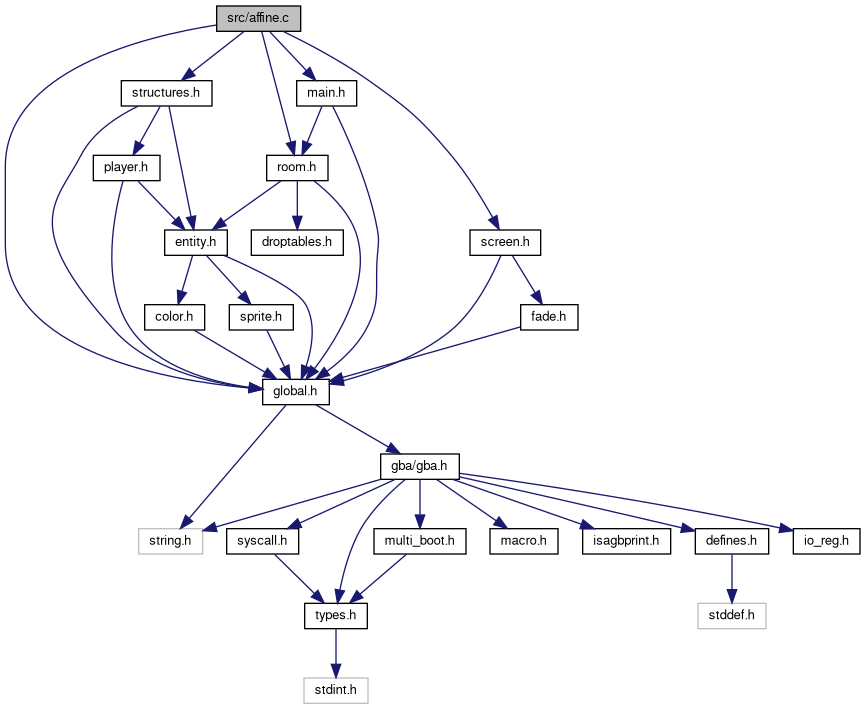 src/affine.c
structures.h
main.h
player.h
room.h
entity.h
droptables.h
screen.h
color.h
sprite.h
fade.h
global.h
gba/gba.h
string.h
syscall.h
multi_boot.h
macro.h
isagbprint.h
defines.h
io_reg.h
types.h
stddef.h
stdint.h